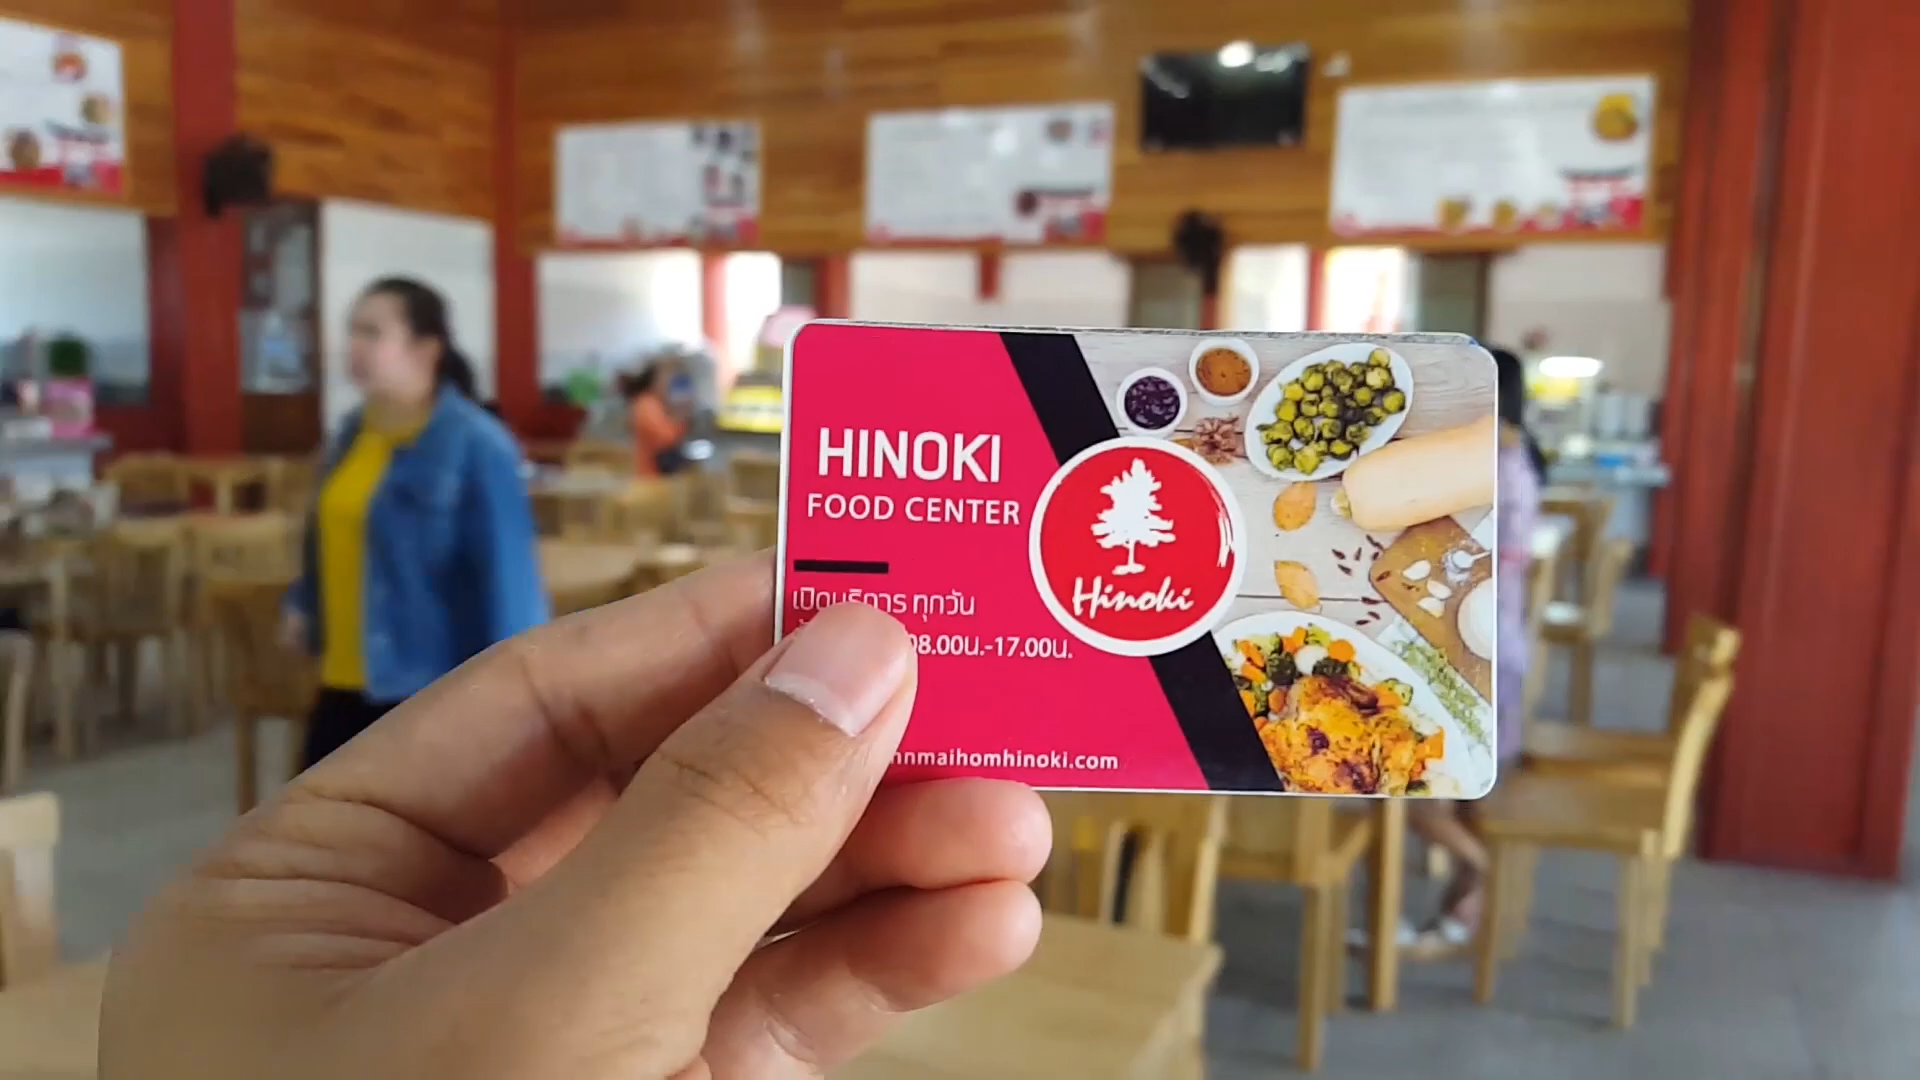 HINOKI
FOOD CENTER
เปิดบริการ ทุกวัน
08.00น.-17.00น.
nmaihomhinoki.com
Hinoki